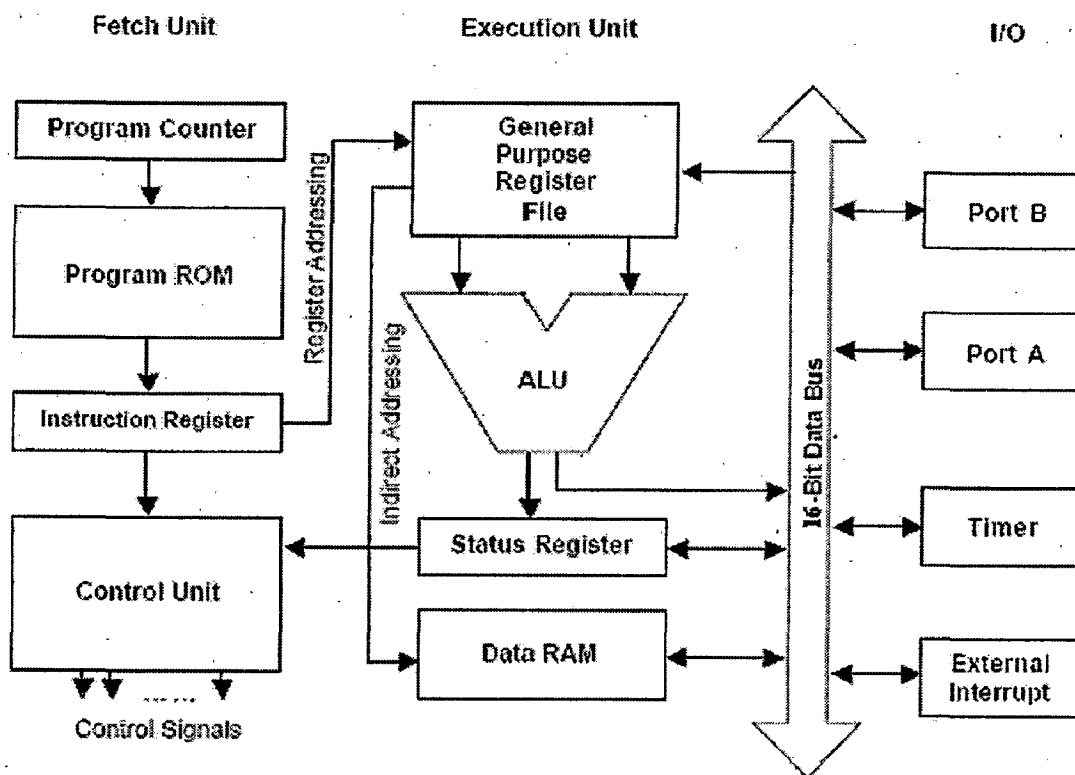 Fetch Unit
Execution Unit
I/O
Program Counter
Program ROM
Instruction Register
Control Unit
Control Signals
Register Addressing
Indirect Addressing
General
Purpose
Register
File
ALU
Status Register
Data RAM
16-Bit Data Bus
Port B
Port A
Timer
External
Interrupt